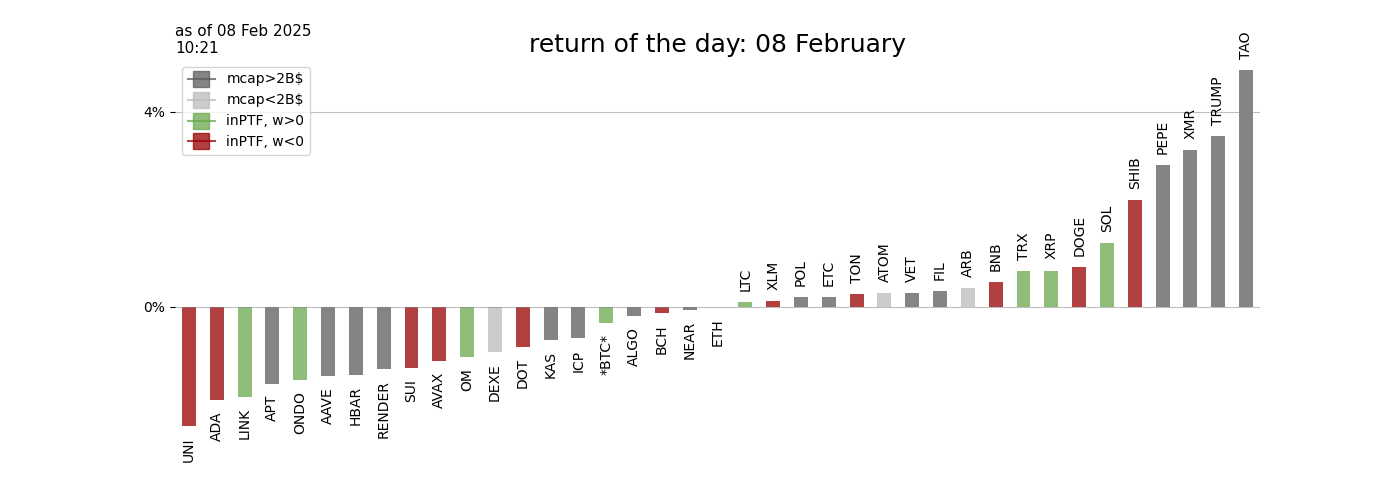 as of 08 Feb 2025
10:21
return of the day: 08 February
mcap>2B$
mcap<2B$
inPTF, w>0
inPTF, w<0
4%
0%
UNI
ADA
LINK
APT
ONDO
AAVE
HBAR
RENDER
SUI
AVAX
OM
DEXE
DOT
KAS
ICP
*BTC*
ALGO
BCH
NEAR
ETH
LTC
XLM
POL
ETC
TON
ATOM
VET
FIL
ARB
BNB
TRX
XRP
DOGE
SOL
SHIB
PEPE
XMR
TRUMP
TAO